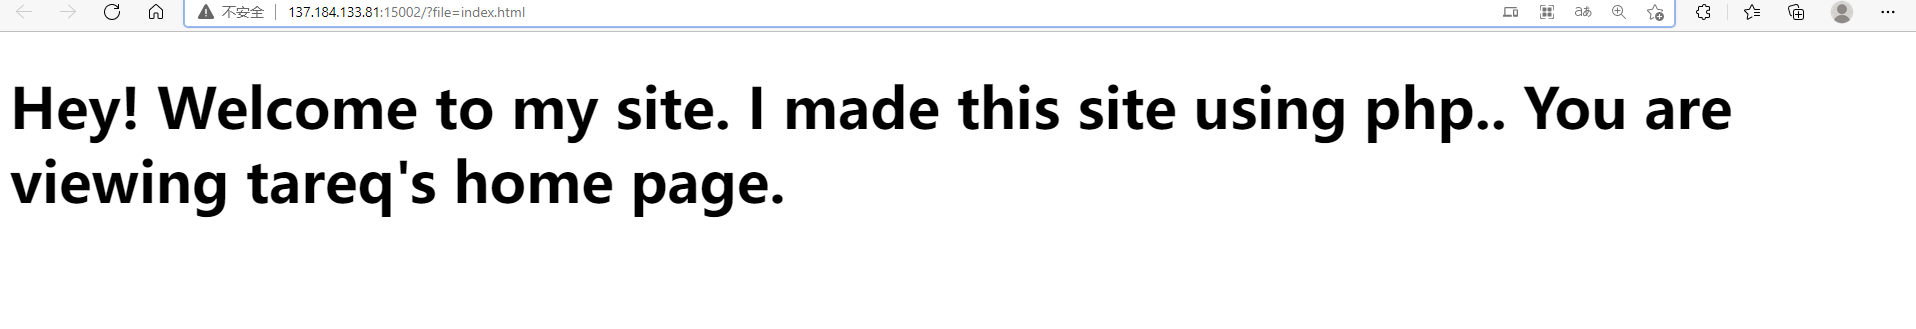 不安全 137.184.133.81:15002/?file=index.html aあ
Hey! Welcome to my site. I made this site using php.. You are
viewing tareq's home page.